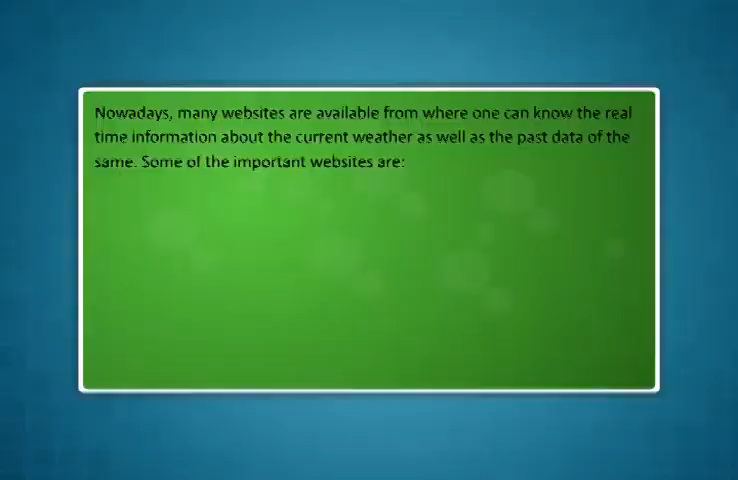 Nowadays, many websites are available from where one can know the real
time information about the current weather as well as the past data of the
same. Some of the important websites are: